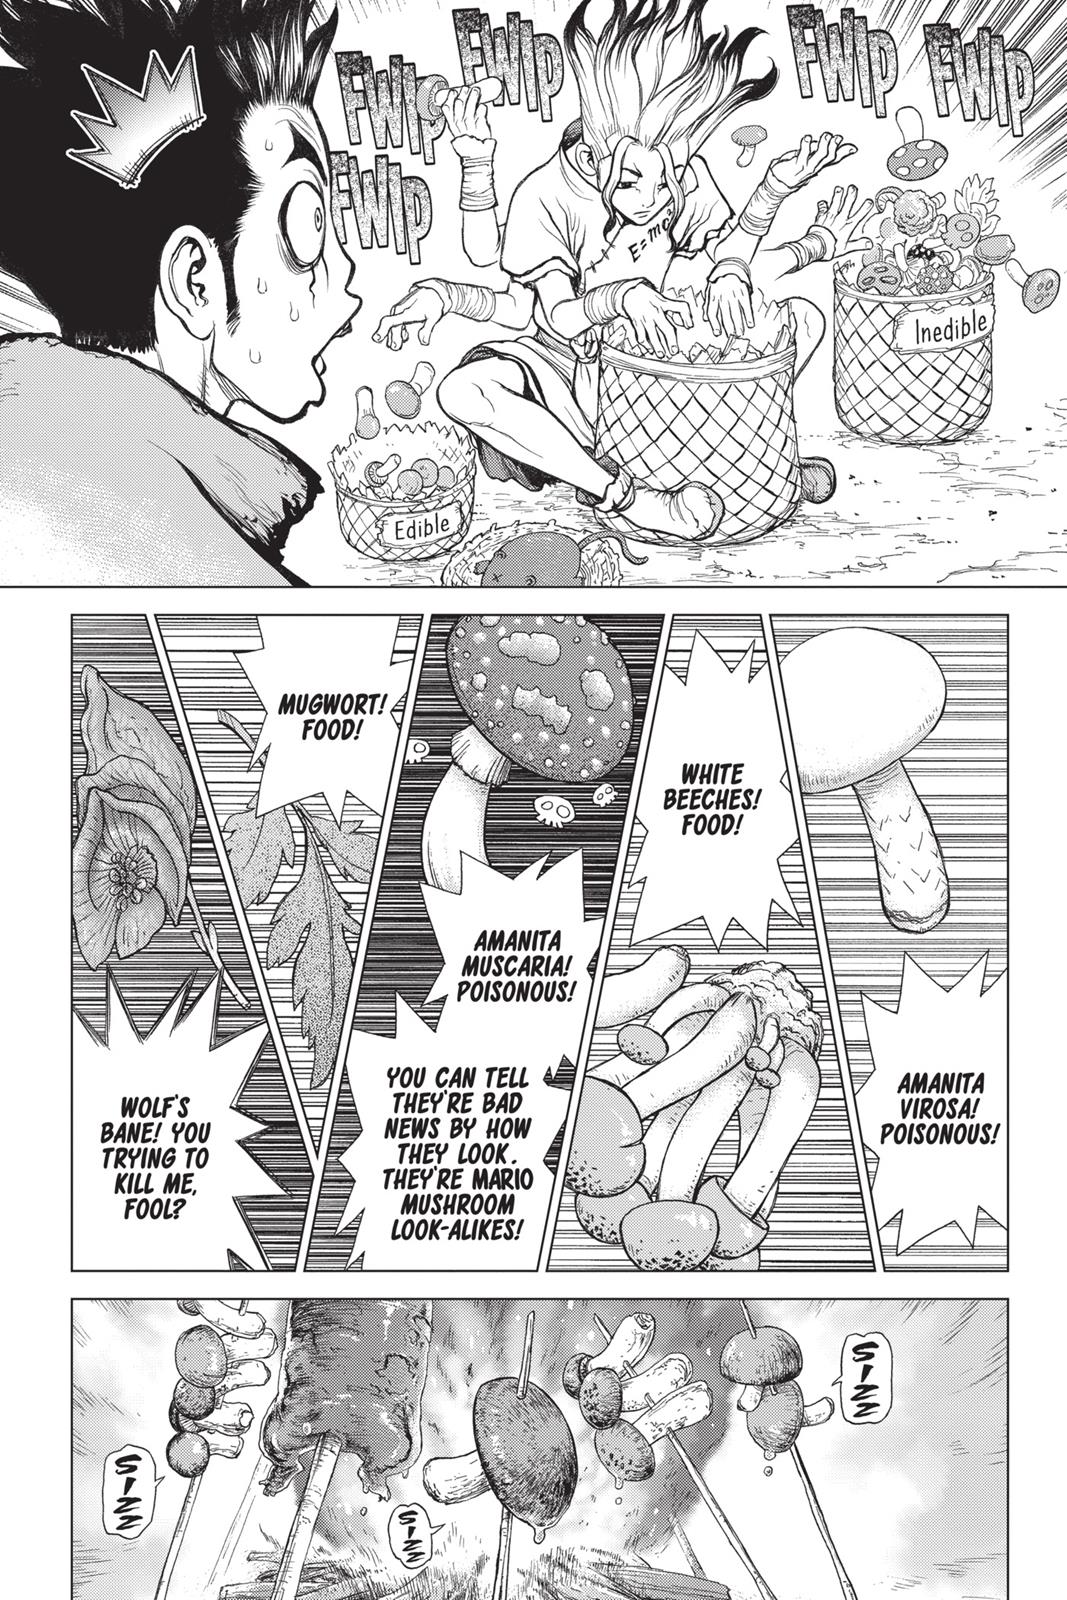 FWIP
FWIP
FWIP
FWIP
FWIP
E=mc²
Inedible
Edible
AMANITA
VIROSA!
POISONOUS!
WHITE
BEECHES!
FOOD!
AMANITA
MUSCARIA!
POISONOUS!
YOU CAN TELL
THEY'RE BAD
NEWS BY HOW
THEY LOOK.
THEY'RE MARIO
MUSHROOM
LOOK-ALIKES!
MUGWORT!
FOOD!
WOLF'S
BANE! YOU
TRYING TO
KILL ME,
FOOL?
SIZZ
SIZZ
SIZZ